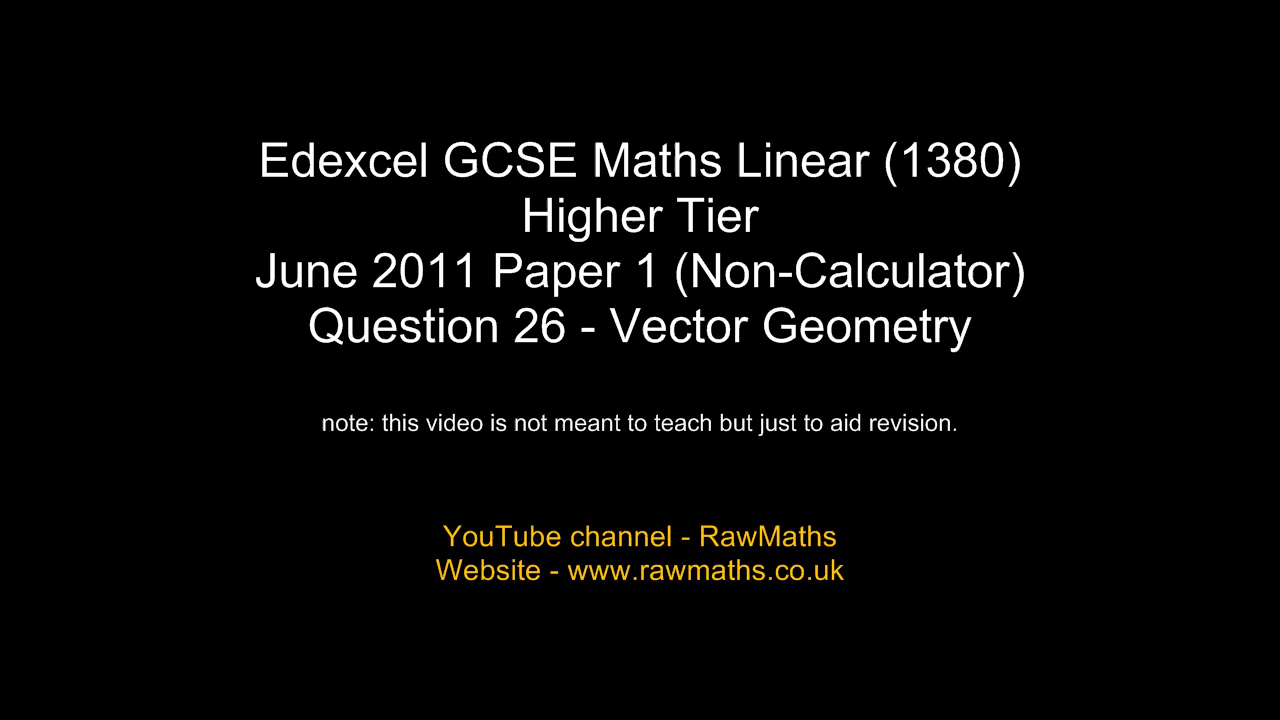 Edexcel GCSE Maths Linear (1380)
Higher Tier
June 2011 Paper 1 (Non-Calculator)
Question 26 - Vector Geometry
note: this video is not meant to teach but just to aid revision.
YouTube channel - RawMaths
Website - www.rawmaths.co.uk